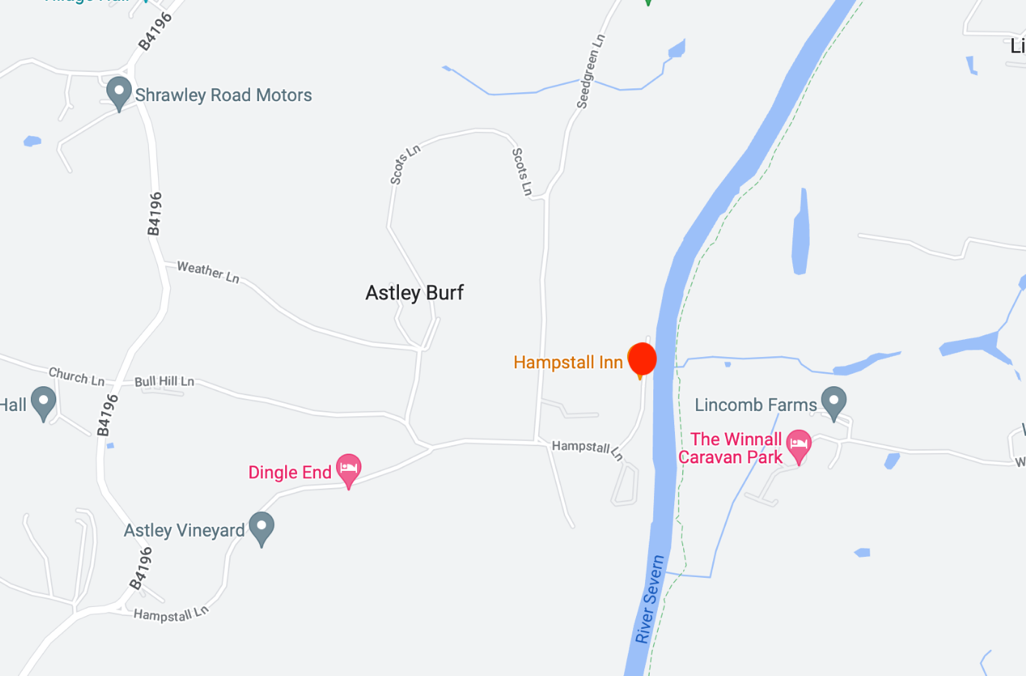 B4196
Shrawley Road Motors
Seedgreen Ln
Li
Scots Ln
Scots Ln
B4196
Weather Ln
Astley Burf
Hampstall Inn
Church Ln
Bull Hill Ln
Hall
B4196
Lincomb Farms
Hampstall Ln
The Winnall
Caravan Park
Dingle End
Astley Vineyard
B4196
River Severn
Hampstall Ln